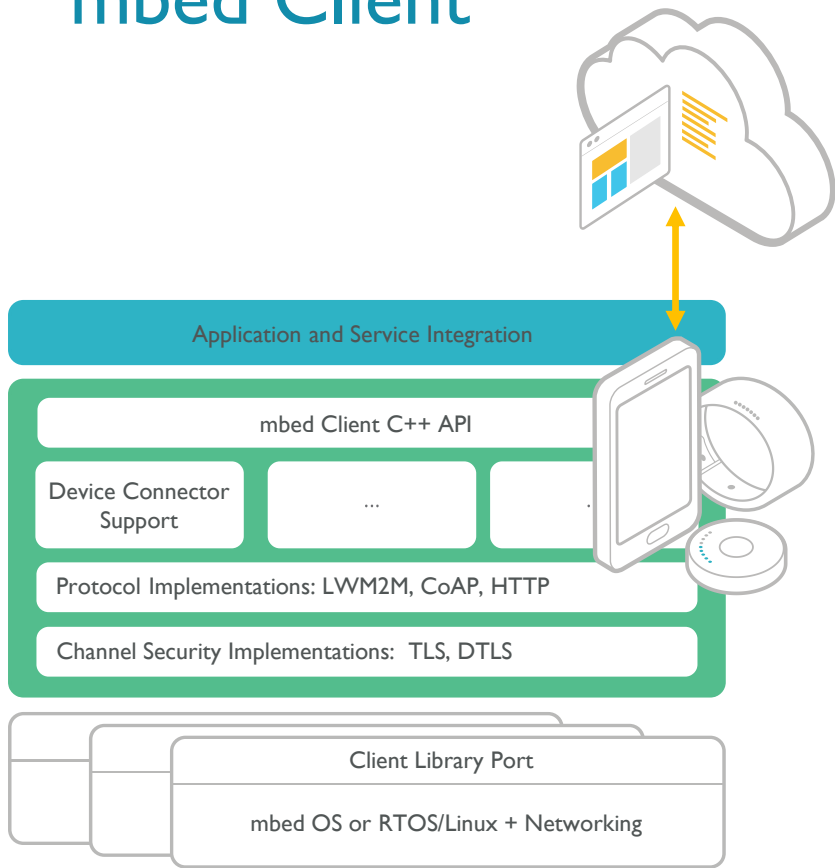 mbed Client
Application and Service Integration
mbed Client C++ API
Device Connector
Support
...
.
Protocol Implementations: LWM2M, CoAP, HTTP
Channel Security Implementations: TLS, DTLS
Client Library Port
mbed OS or RTOS/Linux + Networking